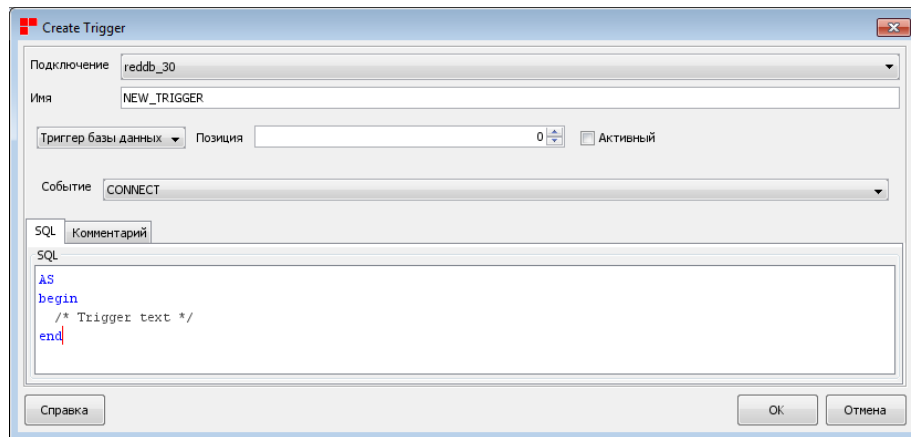 Create Trigger
Подключение reddb_30
Имя NEW_TRIGGER
Триггер базы данных Позиция 0 Активный
Событие CONNECT
SQL Комментарий
SQL
AS
begin
/* Trigger text */
end
Справка OK Отмена